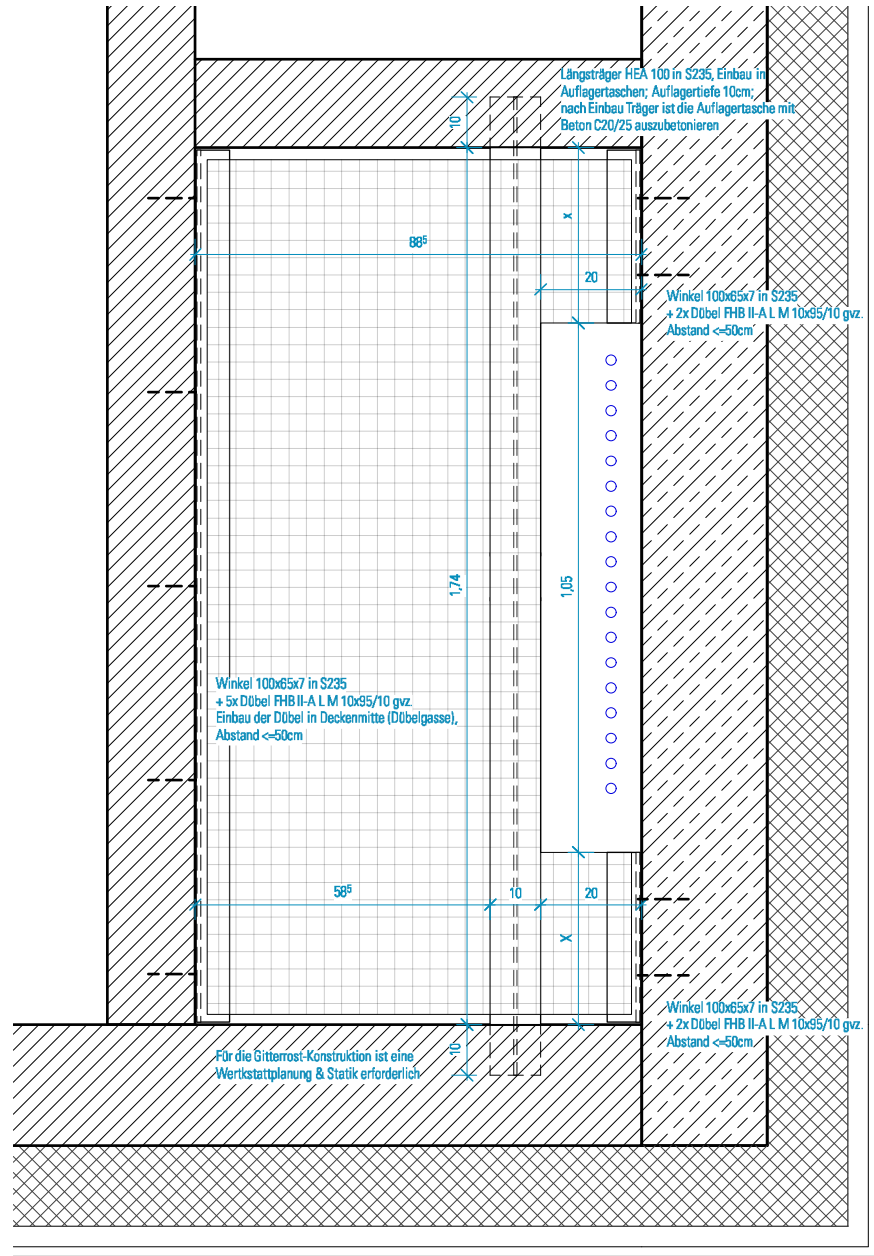 Längsträger HEA 100 in S235, Einbau in
Auflagertaschen; Auflagertiefe 10cm;
nach Einbau Träger ist die Auflagertasche mit
Beton C20/25 auszubetonieren
10
x
88⁵
20
Winkel 100x65x7 in S235
+ 2x Dübel FHB II-A L M 10x95/10 gvz.
Abstand <=50cm
1,74
1,05
Winkel 100x65x7 in S235
+ 5x Dübel FHB II-A L M 10x95/10 gvz.
Einbau der Dübel in Deckenmitte (Dübelgasse),
Abstand <=50cm
58⁵
10
20
X
Winkel 100x65x7 in S235
+ 2x Dübel FHB II-A L M 10x95/10 gvz.
Abstand <=50cm
10
Für die Gitterrost-Konstruktion ist eine
Wertkstattplanung & Statik erforderlich